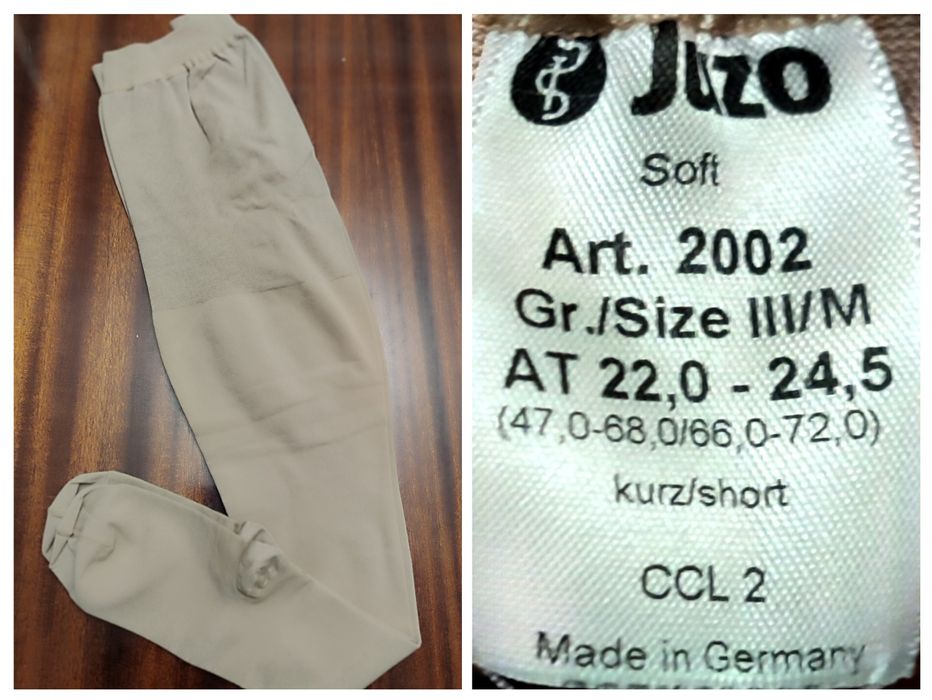 Juzo
Soft
Art. 2002
Gr./Size III/M
AT 22,0 - 24,5
(47,0-68,0/66,0-72,0)
kurz/short
CCL 2
Made in Germany